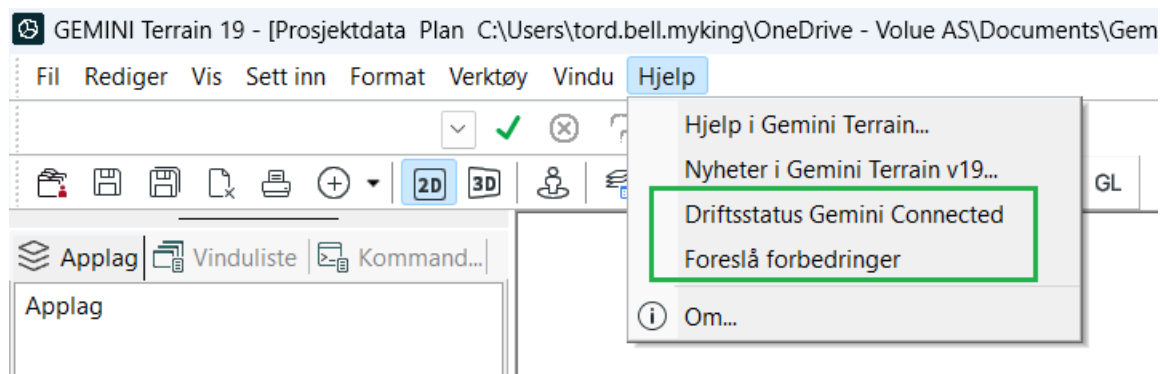 GEMINI Terrain 19 - [Prosjektdata Plan C:\Users\tord.bell.myking\OneDrive - Volue AS\Documents\Gem
Fil Rediger Vis Sett inn Format Verktøy Vindu Hjelp
Hjelp i Gemini Terrain...
Nyheter i Gemini Terrain v19...
2D 3D GL
Driftsstatus Gemini Connected
Applag Vinduliste Kommand...
Foreslå forbedringer
Applag
Om...